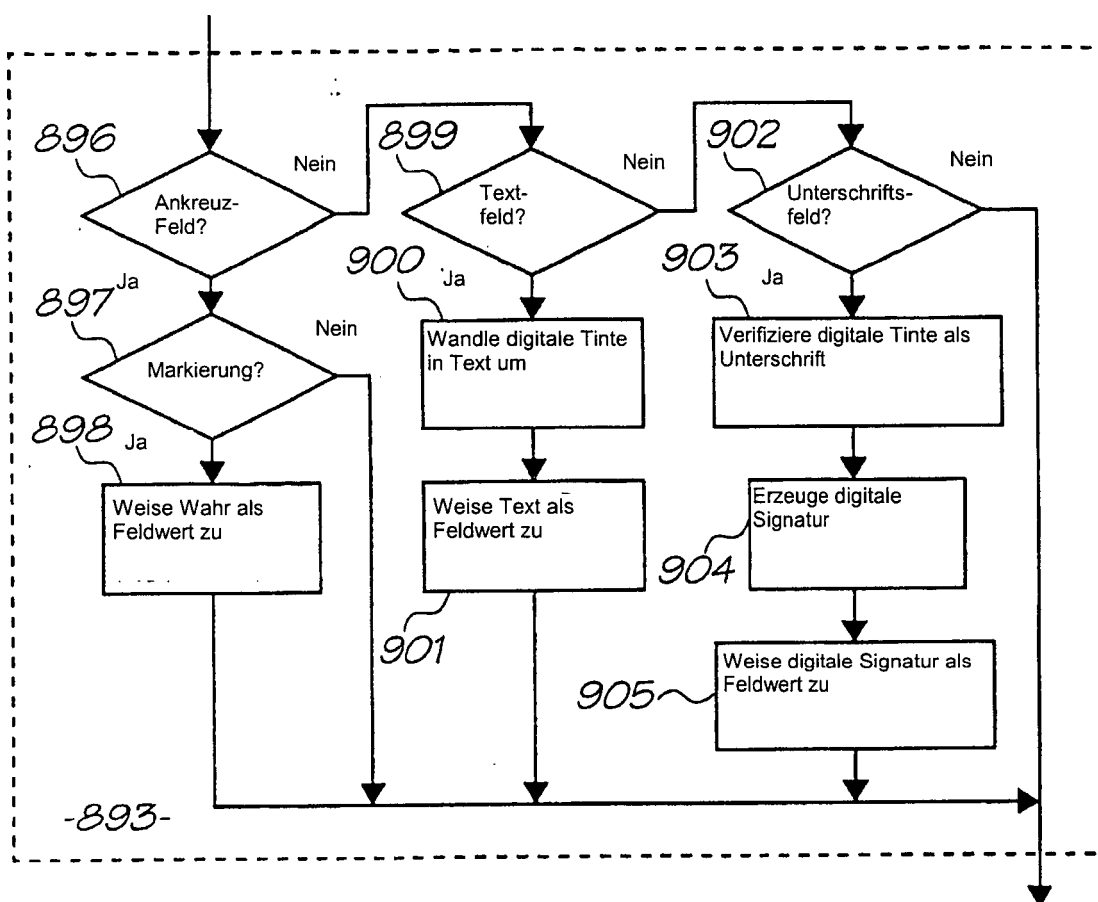 896
Nein
Ankreuz-
Feld?
Ja
899
Nein
Text-
feld?
902
Nein
Unterschrifts-
feld?
897
Nein
Markierung?
Ja
900
Ja
Wandle digitale Tinte
in Text um
903
Ja
Verifiziere digitale Tinte als
Unterschrift
898
Weise Wahr als
Feldwert zu
Weise Text als
Feldwert zu
901
Erzeuge digitale
Signatur
904
Weise digitale Signatur als
Feldwert zu
905
-893-